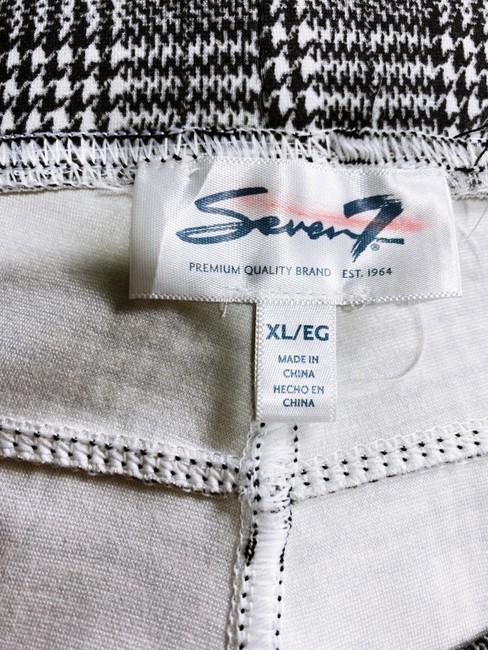 Seven7®
PREMIUM QUALITY BRAND EST. 1964
XL/EG
MADE IN
CHINA
HECHO EN
CHINA